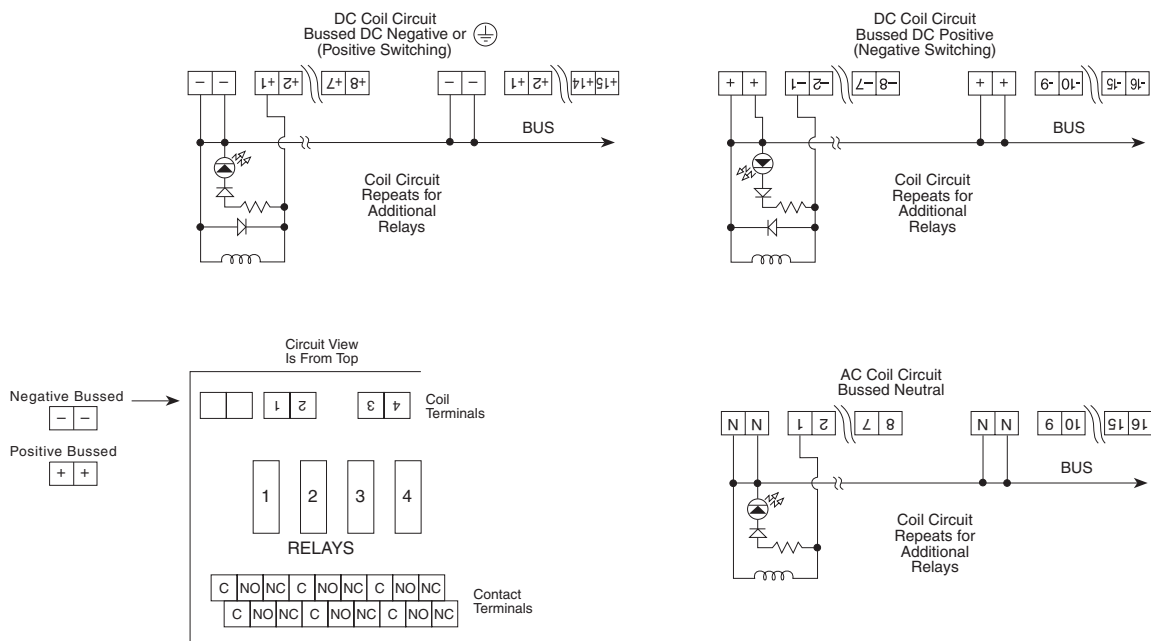 DC Coil Circuit
Bussed DC Negative or
(Positive Switching)
– – +1 +2 +7 +8 – – +1 +2 +14 +15
BUS
Coil Circuit
Repeats for
Additional
Relays
DC Coil Circuit
Bussed DC Positive
(Negative Switching)
+ + -1 -2 -7 -8 + + -9 -10 -15 -16
BUS
Coil Circuit
Repeats for
Additional
Relays
Circuit View
Is From Top
Negative Bussed
– –
Positive Bussed
+ +
1 2 3 4
Coil
Terminals
1 2 3 4
RELAYS
C NO NC C NO NC C NO NC
C NO NC C NO NC C NO NC
Contact
Terminals
AC Coil Circuit
Bussed Neutral
N N 1 2 7 8 N N 9 10 15 16
BUS
Coil Circuit
Repeats for
Additional
Relays